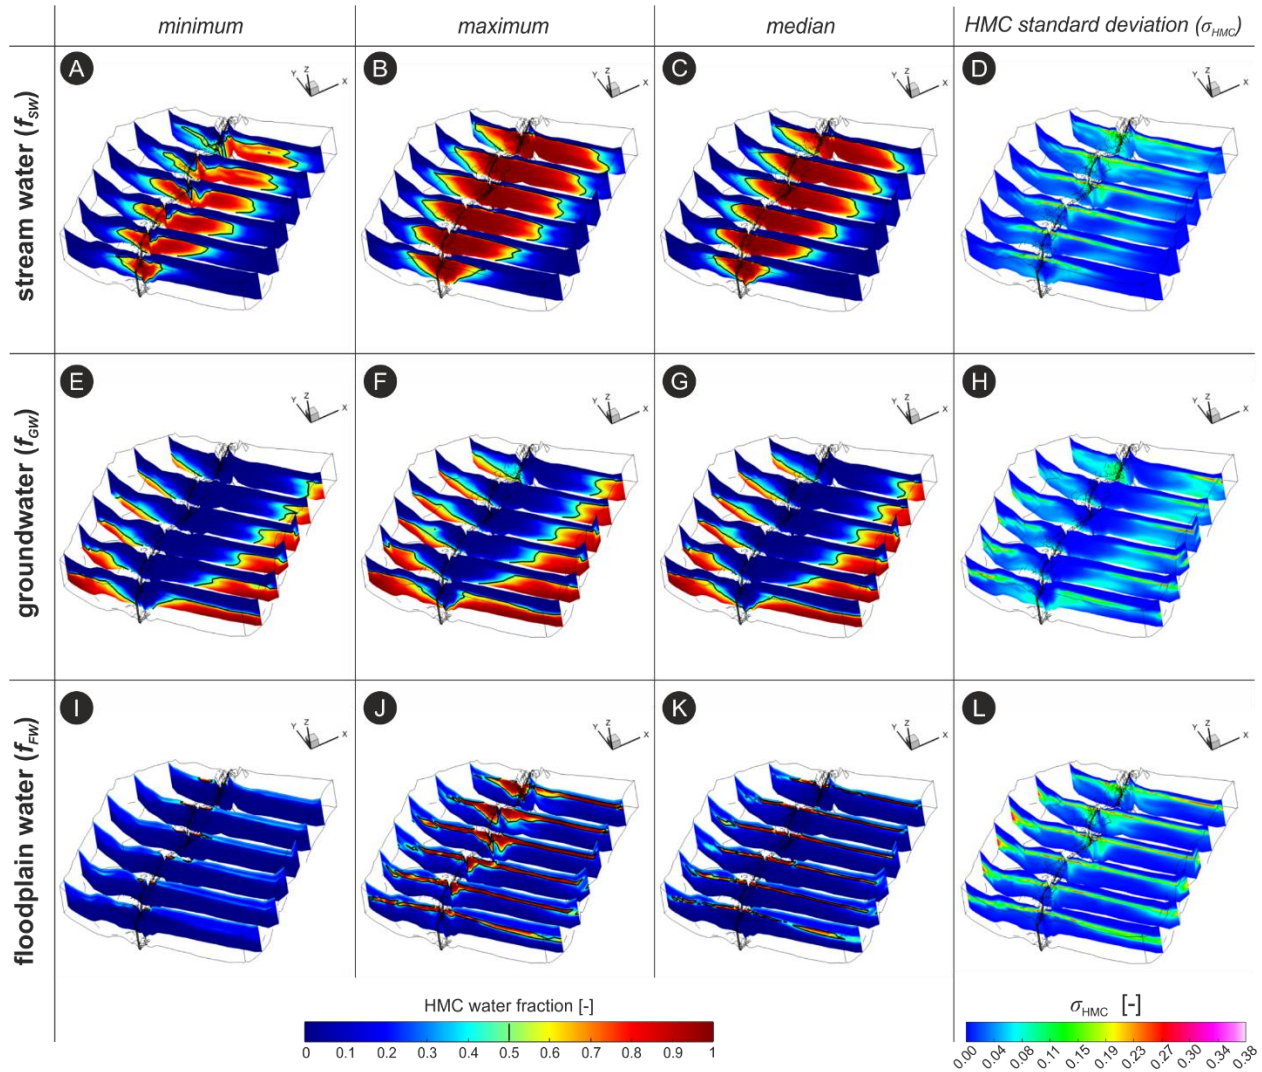 minimum maximum median HMC standard deviation (σHMC)
stream water (fSW)
A B C D
Y Z X Y Z X Y Z X Y Z X
groundwater (fGW)
E F G H
Y Z X Y Z X Y Z X Y Z X
floodplain water (fFW)
I J K L
Y Z X Y Z X Y Z X Y Z X
HMC water fraction [-]
0 0.1 0.2 0.3 0.4 0.5 0.6 0.7 0.8 0.9 1
σHMC [-]
0.00 0.04 0.08 0.11 0.15 0.19 0.23 0.27 0.30 0.34 0.38